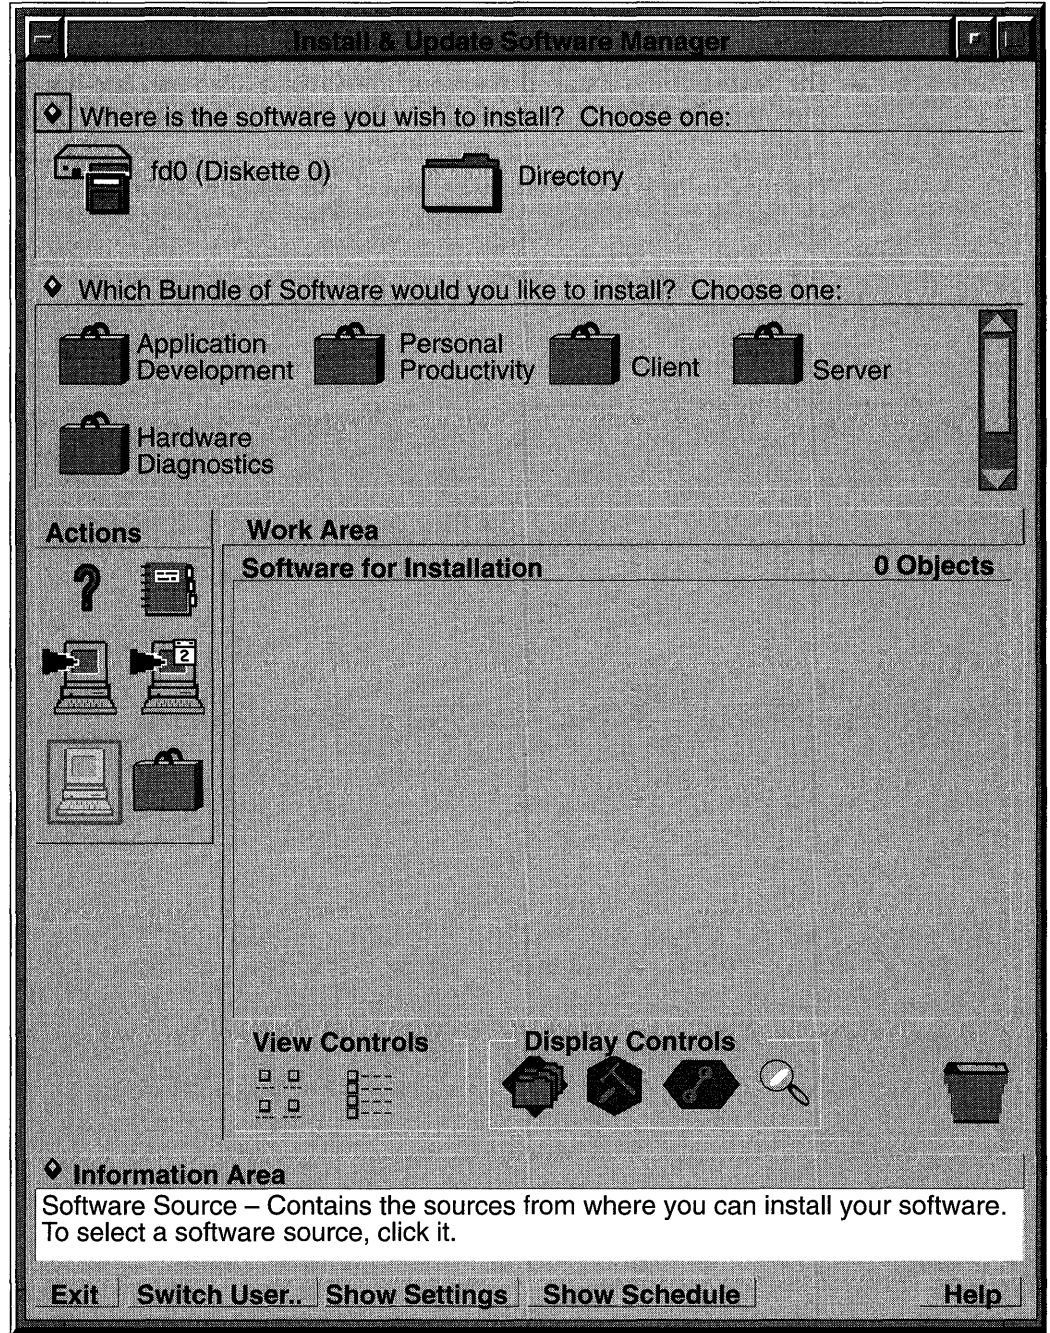 Install & Update Software Manager
Where is the software you wish to install? Choose one:
fd0 (Diskette 0)
Directory
Which Bundle of Software would you like to install? Choose one:
Application
Development
Personal
Productivity
Client
Server
Hardware
Diagnostics
Actions
Work Area
Software for Installation
0 Objects
?
2
View Controls
Display Controls
Information Area
Software Source – Contains the sources from where you can install your software.
To select a software source, click it.
Exit
Switch User..
Show Settings
Show Schedule
Help